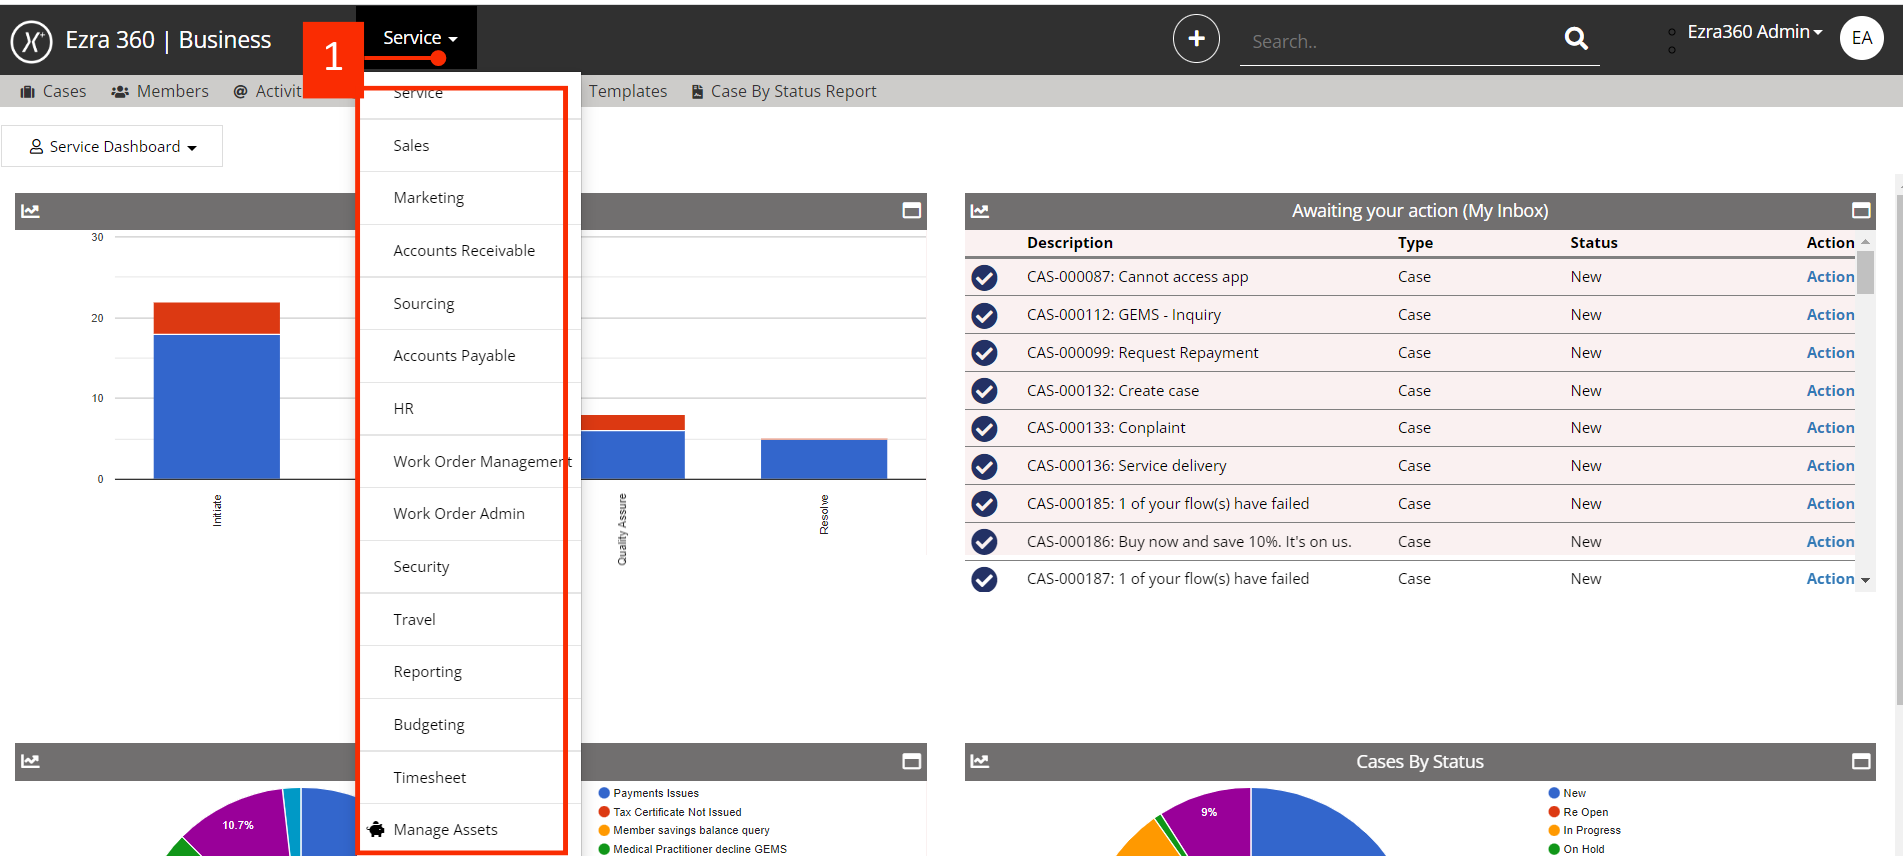 Ezra 360 | Business
1
Service
Search..
Ezra360 Admin
EA
Cases
Members
Activit
Templates
Case By Status Report
Service
Sales
Marketing
Accounts Receivable
Sourcing
Accounts Payable
HR
Work Order Management
Work Order Admin
Security
Travel
Reporting
Budgeting
Timesheet
Manage Assets
Service Dashboard
30
20
10
0
Initiate
Quality Assure
Resolve
Awaiting your action (My Inbox)
Description Type Status Action
CAS-000087: Cannot access app Case New Action
CAS-000112: GEMS - Inquiry Case New Action
CAS-000099: Request Repayment Case New Action
CAS-000132: Create case Case New Action
CAS-000133: Conplaint Case New Action
CAS-000136: Service delivery Case New Action
CAS-000185: 1 of your flow(s) have failed Case New Action
CAS-000186: Buy now and save 10%. It's on us. Case New Action
CAS-000187: 1 of your flow(s) have failed Case New Action
10.7%
Payments Issues
Tax Certificate Not Issued
Member savings balance query
Medical Practitioner decline GEMS
Cases By Status
9%
New
Re Open
In Progress
On Hold